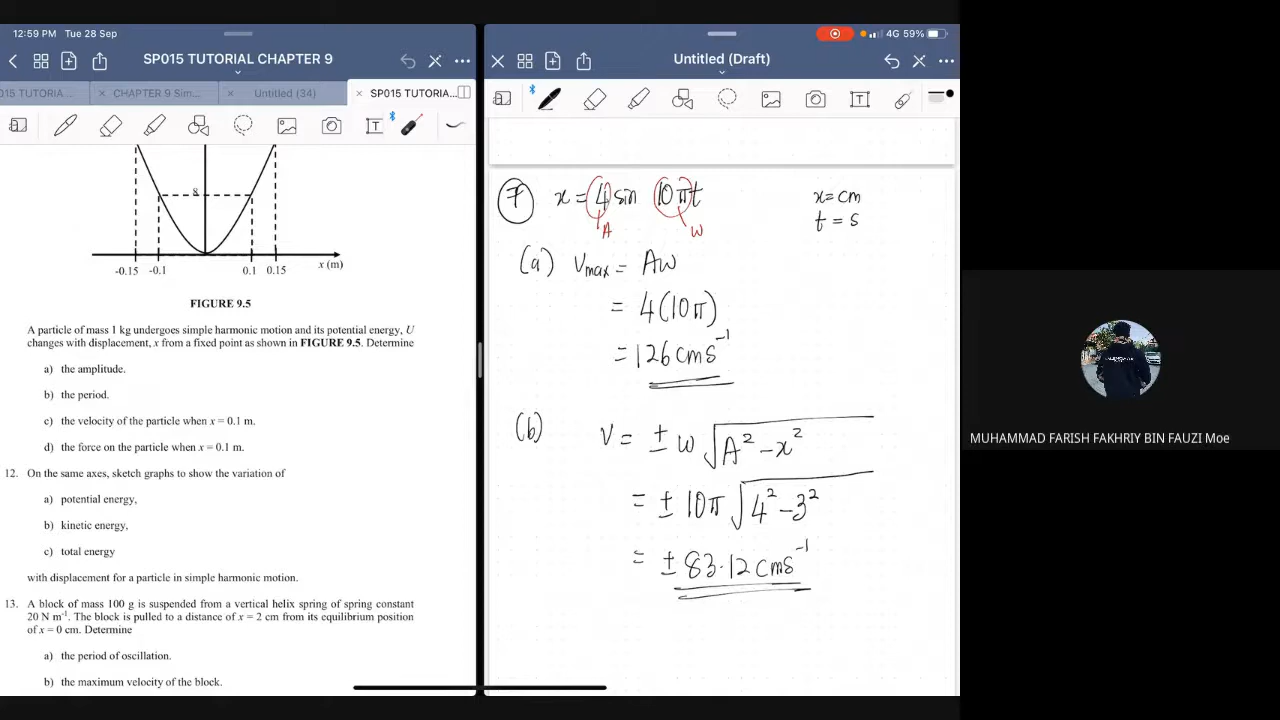 12:59 PM Tue 28 Sep
4G 59%
SP015 TUTORIAL CHAPTER 9
Untitled (Draft)
015 TUTORIA ...
CHAPTER 9 Sim...
Untitled (34)
SP015 TUTORIA...
8
-0.15 -0.1 0.1 0.15 x (m)
FIGURE 9.5
A particle of mass 1 kg undergoes simple harmonic motion and its potential energy, U
changes with displacement, x from a fixed point as shown in FIGURE 9.5. Determine
a) the amplitude.
b) the period.
c) the velocity of the particle when x = 0.1 m.
d) the force on the particle when x = 0.1 m.
12. On the same axes, sketch graphs to show the variation of
a) potential energy,
b) kinetic energy,
c) total energy
with displacement for a particle in simple harmonic motion.
13. A block of mass 100 g is suspended from a vertical helix spring of spring constant
20 N m⁻¹. The block is pulled to a distance of x = 2 cm from its equilibrium position
of x = 0 cm. Determine
a) the period of oscillation.
b) the maximum velocity of the block.
7 x = 4 sin 10πt
A ω
x = cm
t = s
(a) Vmax = Aω
= 4(10π)
= 126 cms⁻¹
(b) V = ± ω √A² - x²
= ± 10π √4² - 3²
= ± 83.12 cms⁻¹
MUHAMMAD FARISH FAKHRIY BIN FAUZI Moe